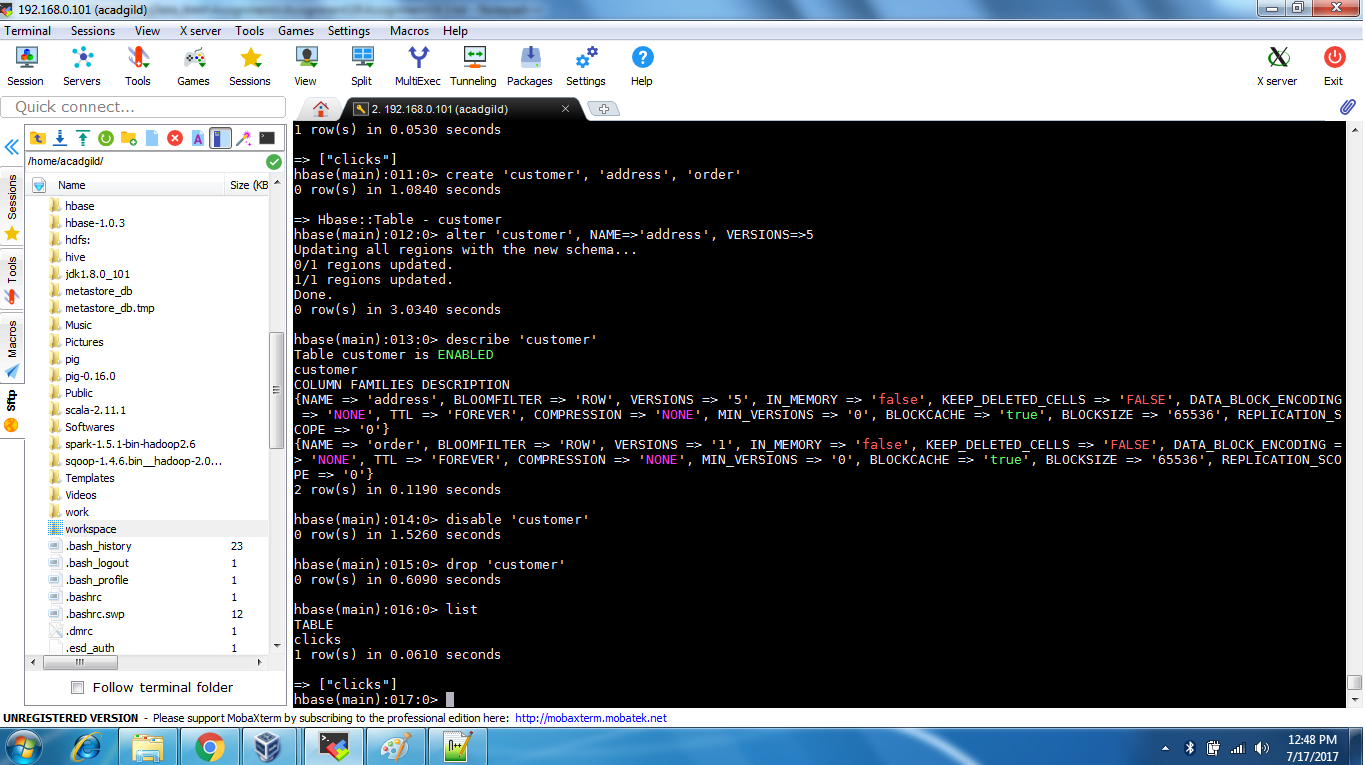 192.168.0.101 (acadgild)
Terminal Sessions View X server Tools Games Settings Macros Help
Session Servers Tools Games Sessions View Split MultiExec Tunneling Packages Settings Help X server Exit
Quick connect...
2. 192.168.0.101 (acadgild)
Sessions
Tools
Macros
Sftp
/home/acadgild/
Name Size (KB
hbase
hbase-1.0.3
hdfs:
hive
jdk1.8.0_101
metastore_db
metastore_db.tmp
Music
Pictures
pig
pig-0.16.0
Public
scala-2.11.1
Softwares
spark-1.5.1-bin-hadoop2.6
sqoop-1.4.6.bin__hadoop-2.0...
Templates
Videos
work
workspace
.bash_history 23
.bash_logout 1
.bash_profile 1
.bashrc 1
.bashrc.swp 12
.dmrc 1
.esd_auth 1
Follow terminal folder
1 row(s) in 0.0530 seconds
=> ["clicks"]
hbase(main):011:0> create 'customer', 'address', 'order'
0 row(s) in 1.0840 seconds
=> Hbase::Table - customer
hbase(main):012:0> alter 'customer', NAME=>'address', VERSIONS=>5
Updating all regions with the new schema...
0/1 regions updated.
1/1 regions updated.
Done.
0 row(s) in 3.0340 seconds
hbase(main):013:0> describe 'customer'
Table customer is ENABLED
customer
COLUMN FAMILIES DESCRIPTION
{NAME => 'address', BLOOMFILTER => 'ROW', VERSIONS => '5', IN_MEMORY => 'false', KEEP_DELETED_CELLS => 'FALSE', DATA_BLOCK_ENCODING
 => 'NONE', TTL => 'FOREVER', COMPRESSION => 'NONE', MIN_VERSIONS => '0', BLOCKCACHE => 'true', BLOCKSIZE => '65536', REPLICATION_S
COPE => '0'}
{NAME => 'order', BLOOMFILTER => 'ROW', VERSIONS => '1', IN_MEMORY => 'false', KEEP_DELETED_CELLS => 'FALSE', DATA_BLOCK_ENCODING =
> 'NONE', TTL => 'FOREVER', COMPRESSION => 'NONE', MIN_VERSIONS => '0', BLOCKCACHE => 'true', BLOCKSIZE => '65536', REPLICATION_SCO
PE => '0'}
2 row(s) in 0.1190 seconds
hbase(main):014:0> disable 'customer'
0 row(s) in 1.5260 seconds
hbase(main):015:0> drop 'customer'
0 row(s) in 0.6090 seconds
hbase(main):016:0> list
TABLE
clicks
1 row(s) in 0.0610 seconds
=> ["clicks"]
hbase(main):017:0>
UNREGISTERED VERSION - Please support MobaXterm by subscribing to the professional edition here: http://mobaxterm.mobatek.net
12:48 PM
7/17/2017